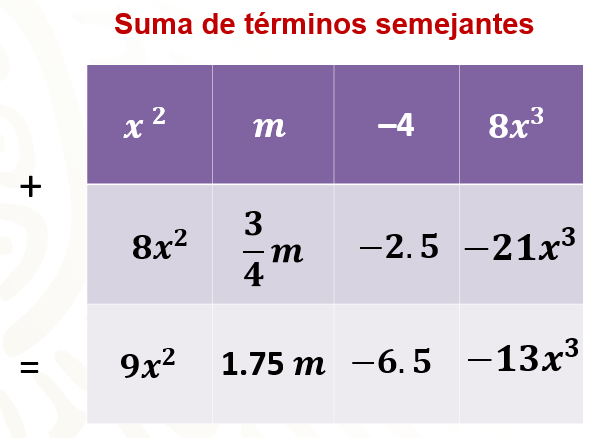 Suma de términos semejantes
x² m –4 8x³
+
8x² 3/4 m −2.5 −21x³
= 9x² 1.75 m −6.5 −13x³